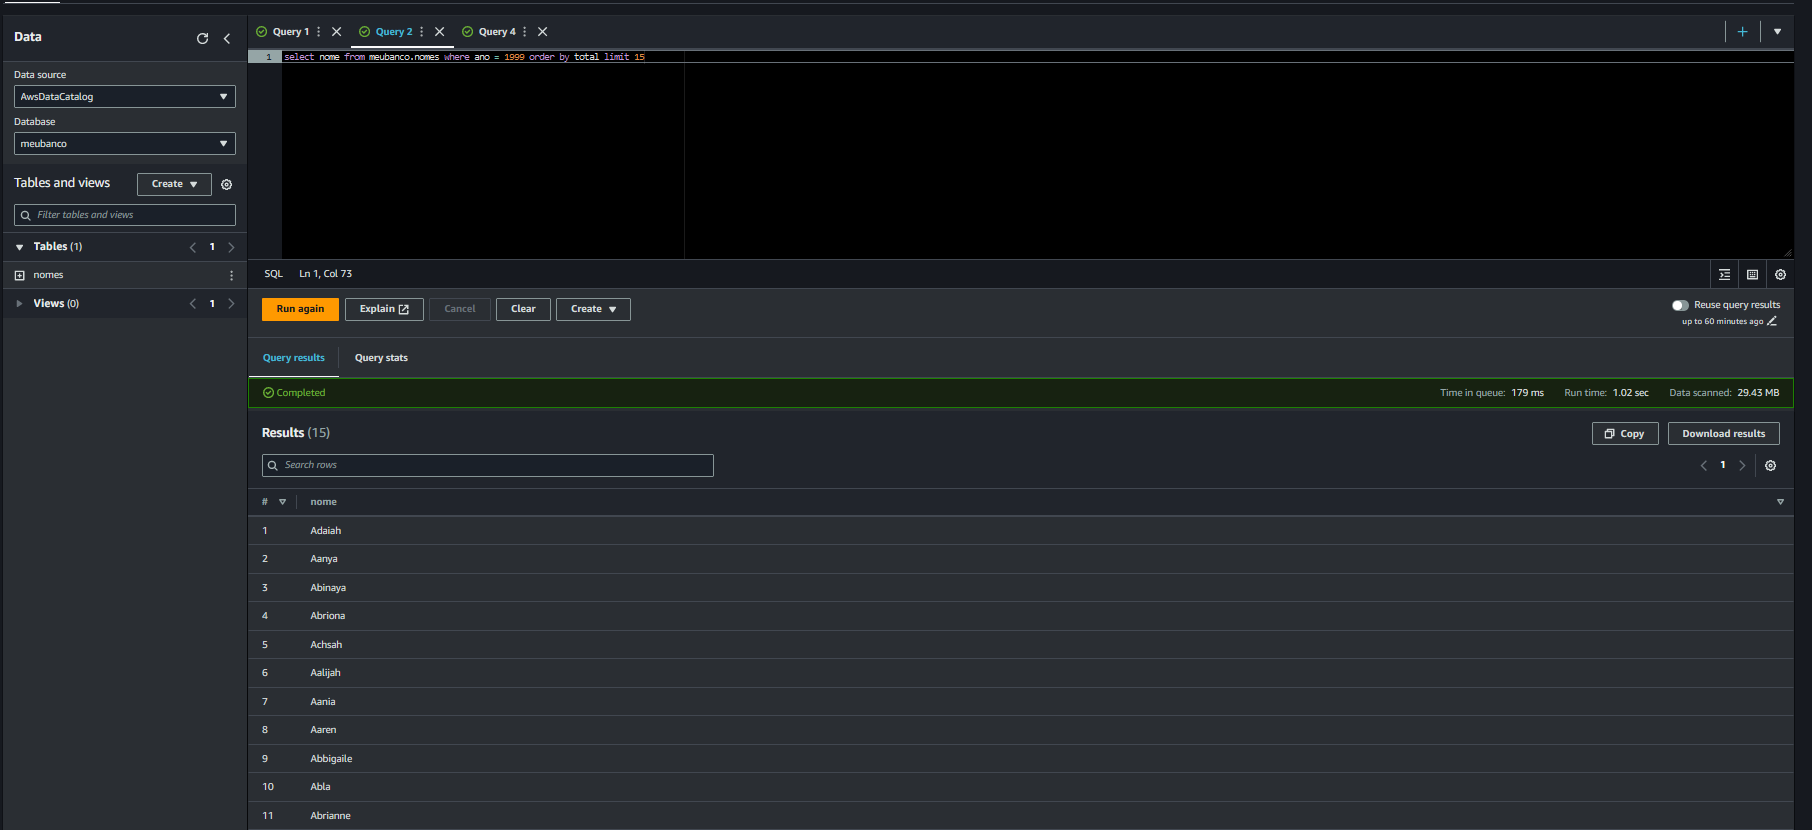 Data
Data source
AwsDataCatalog
Database
meubanco
Tables and views
Create
Filter tables and views
Tables (1)
1
nomes
Views (0)
1
Query 1
Query 2
Query 4
1 select nome from meubanco.nomes where ano = 1999 order by total limit 15
SQL Ln 1, Col 73
Run again Explain Cancel Clear Create
Reuse query results
up to 60 minutes ago
Query results Query stats
Completed Time in queue: 179 ms Run time: 1.02 sec Data scanned: 29.43 MB
Results (15) Copy Download results
Search rows 1
# nome
1 Adaiah
2 Aanya
3 Abinaya
4 Abriona
5 Achsah
6 Aalijah
7 Aania
8 Aaren
9 Abbigaile
10 Abla
11 Abrianne